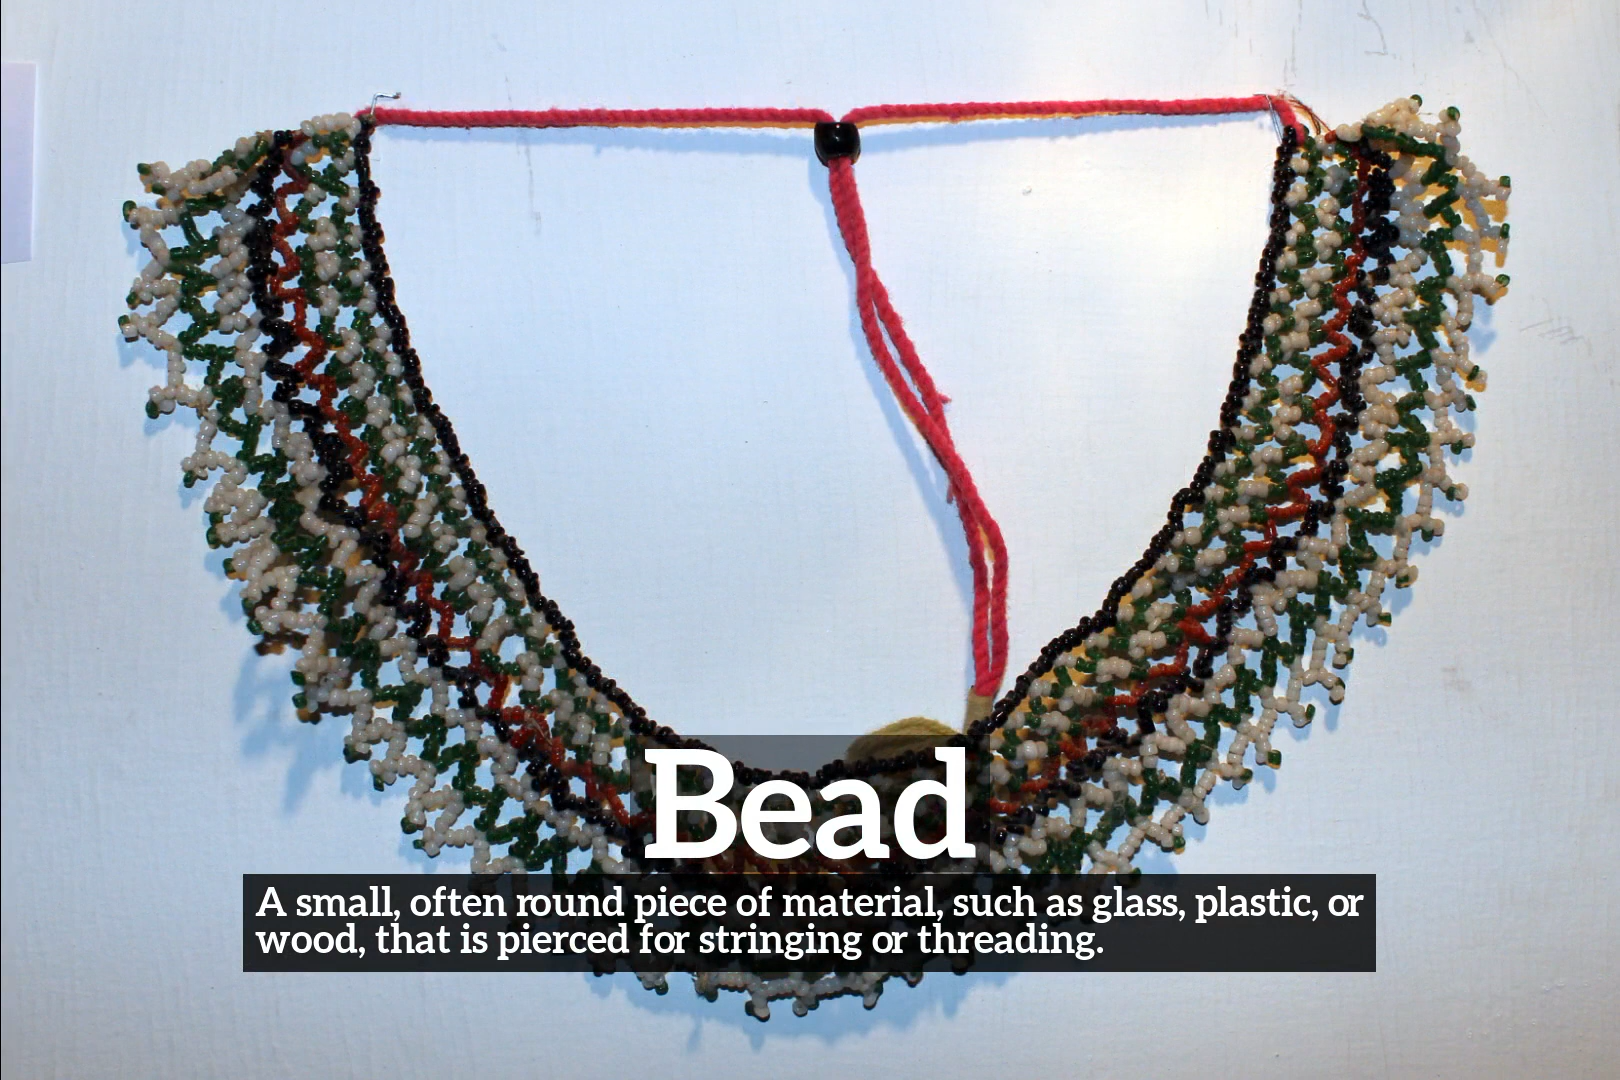 Bead
A small, often round piece of material, such as glass, plastic, or
wood, that is pierced for stringing or threading.